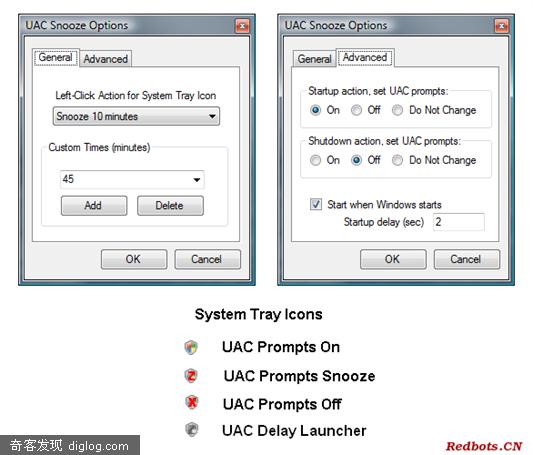 UAC Snooze Options
General
Advanced
Left-Click Action for System Tray Icon
Snooze 10 minutes
Custom Times (minutes)
45
Add
Delete
OK
Cancel
UAC Snooze Options
General
Advanced
Startup action, set UAC prompts:
On
Off
Do Not Change
Shutdown action, set UAC prompts:
On
Off
Do Not Change
Start when Windows starts
Startup delay (sec)
2
OK
Cancel
System Tray Icons
UAC Prompts On
UAC Prompts Snooze
UAC Prompts Off
UAC Delay Launcher
奇客发现 diglog.com
Redbots.CN